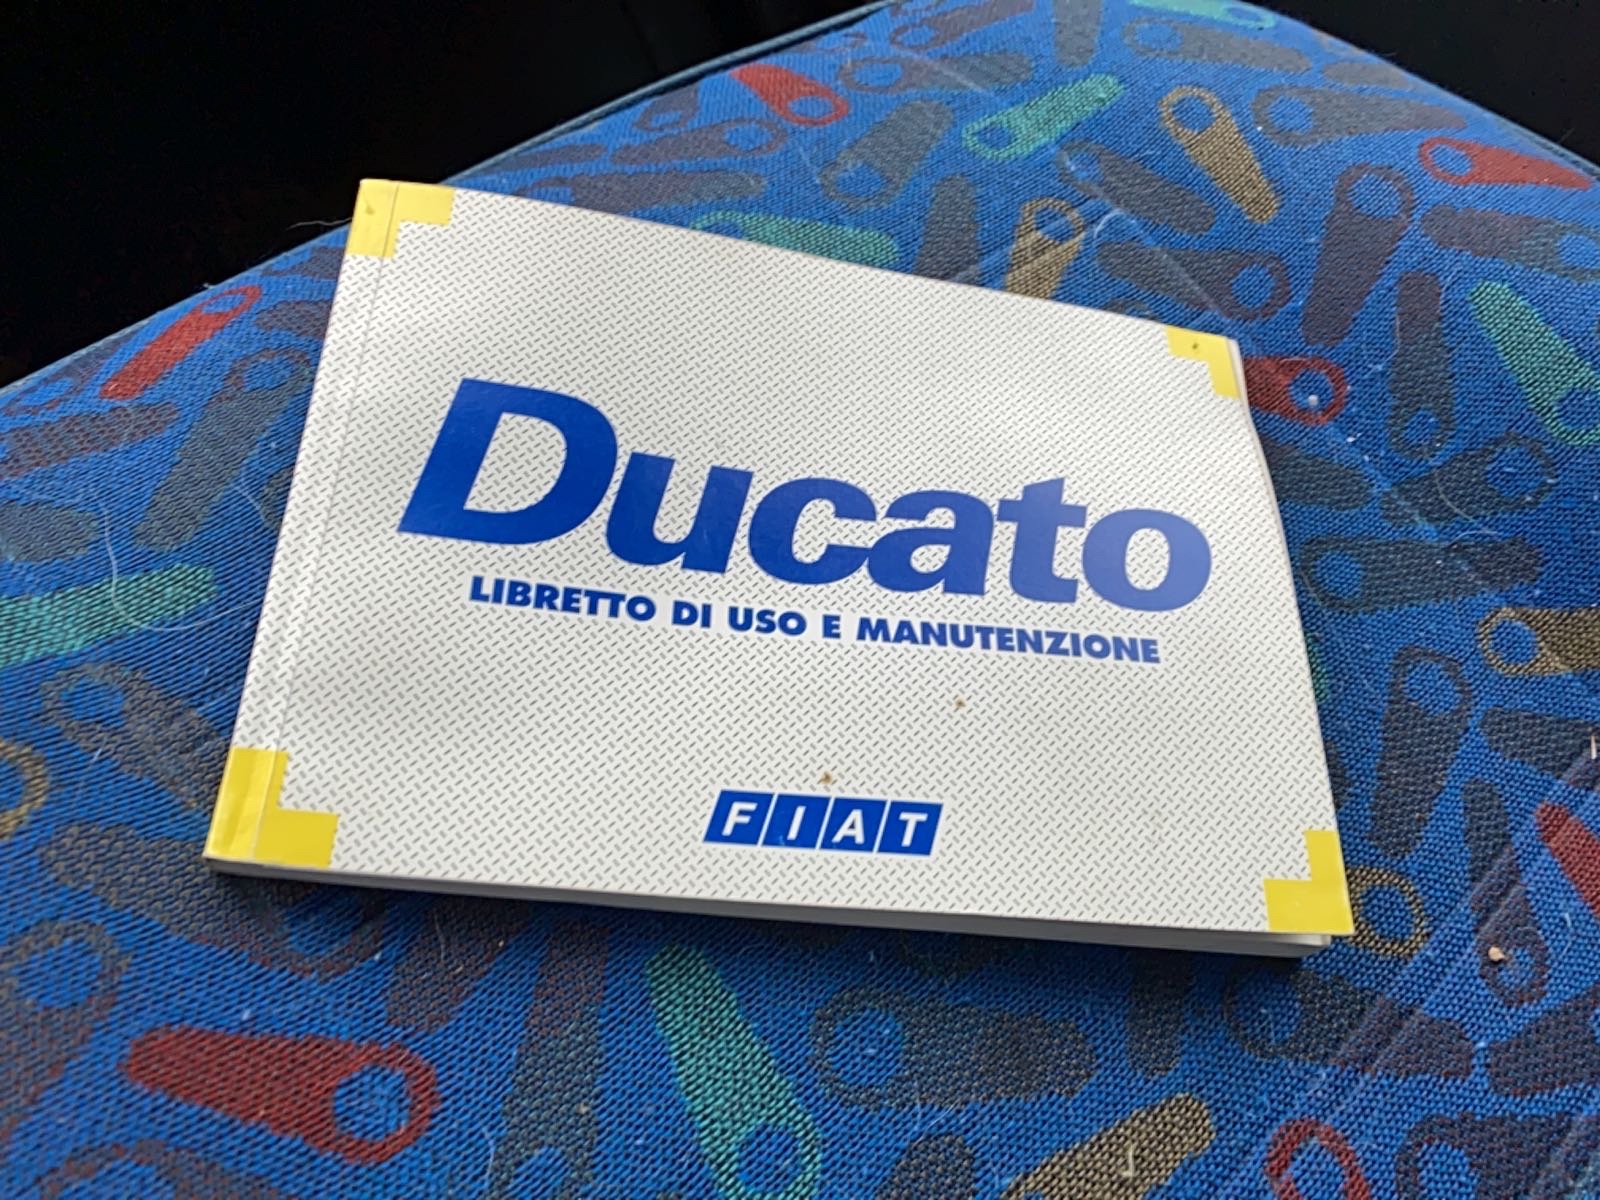 Ducato
LIBRETTO DI USO E MANUTENZIONE
FIAT